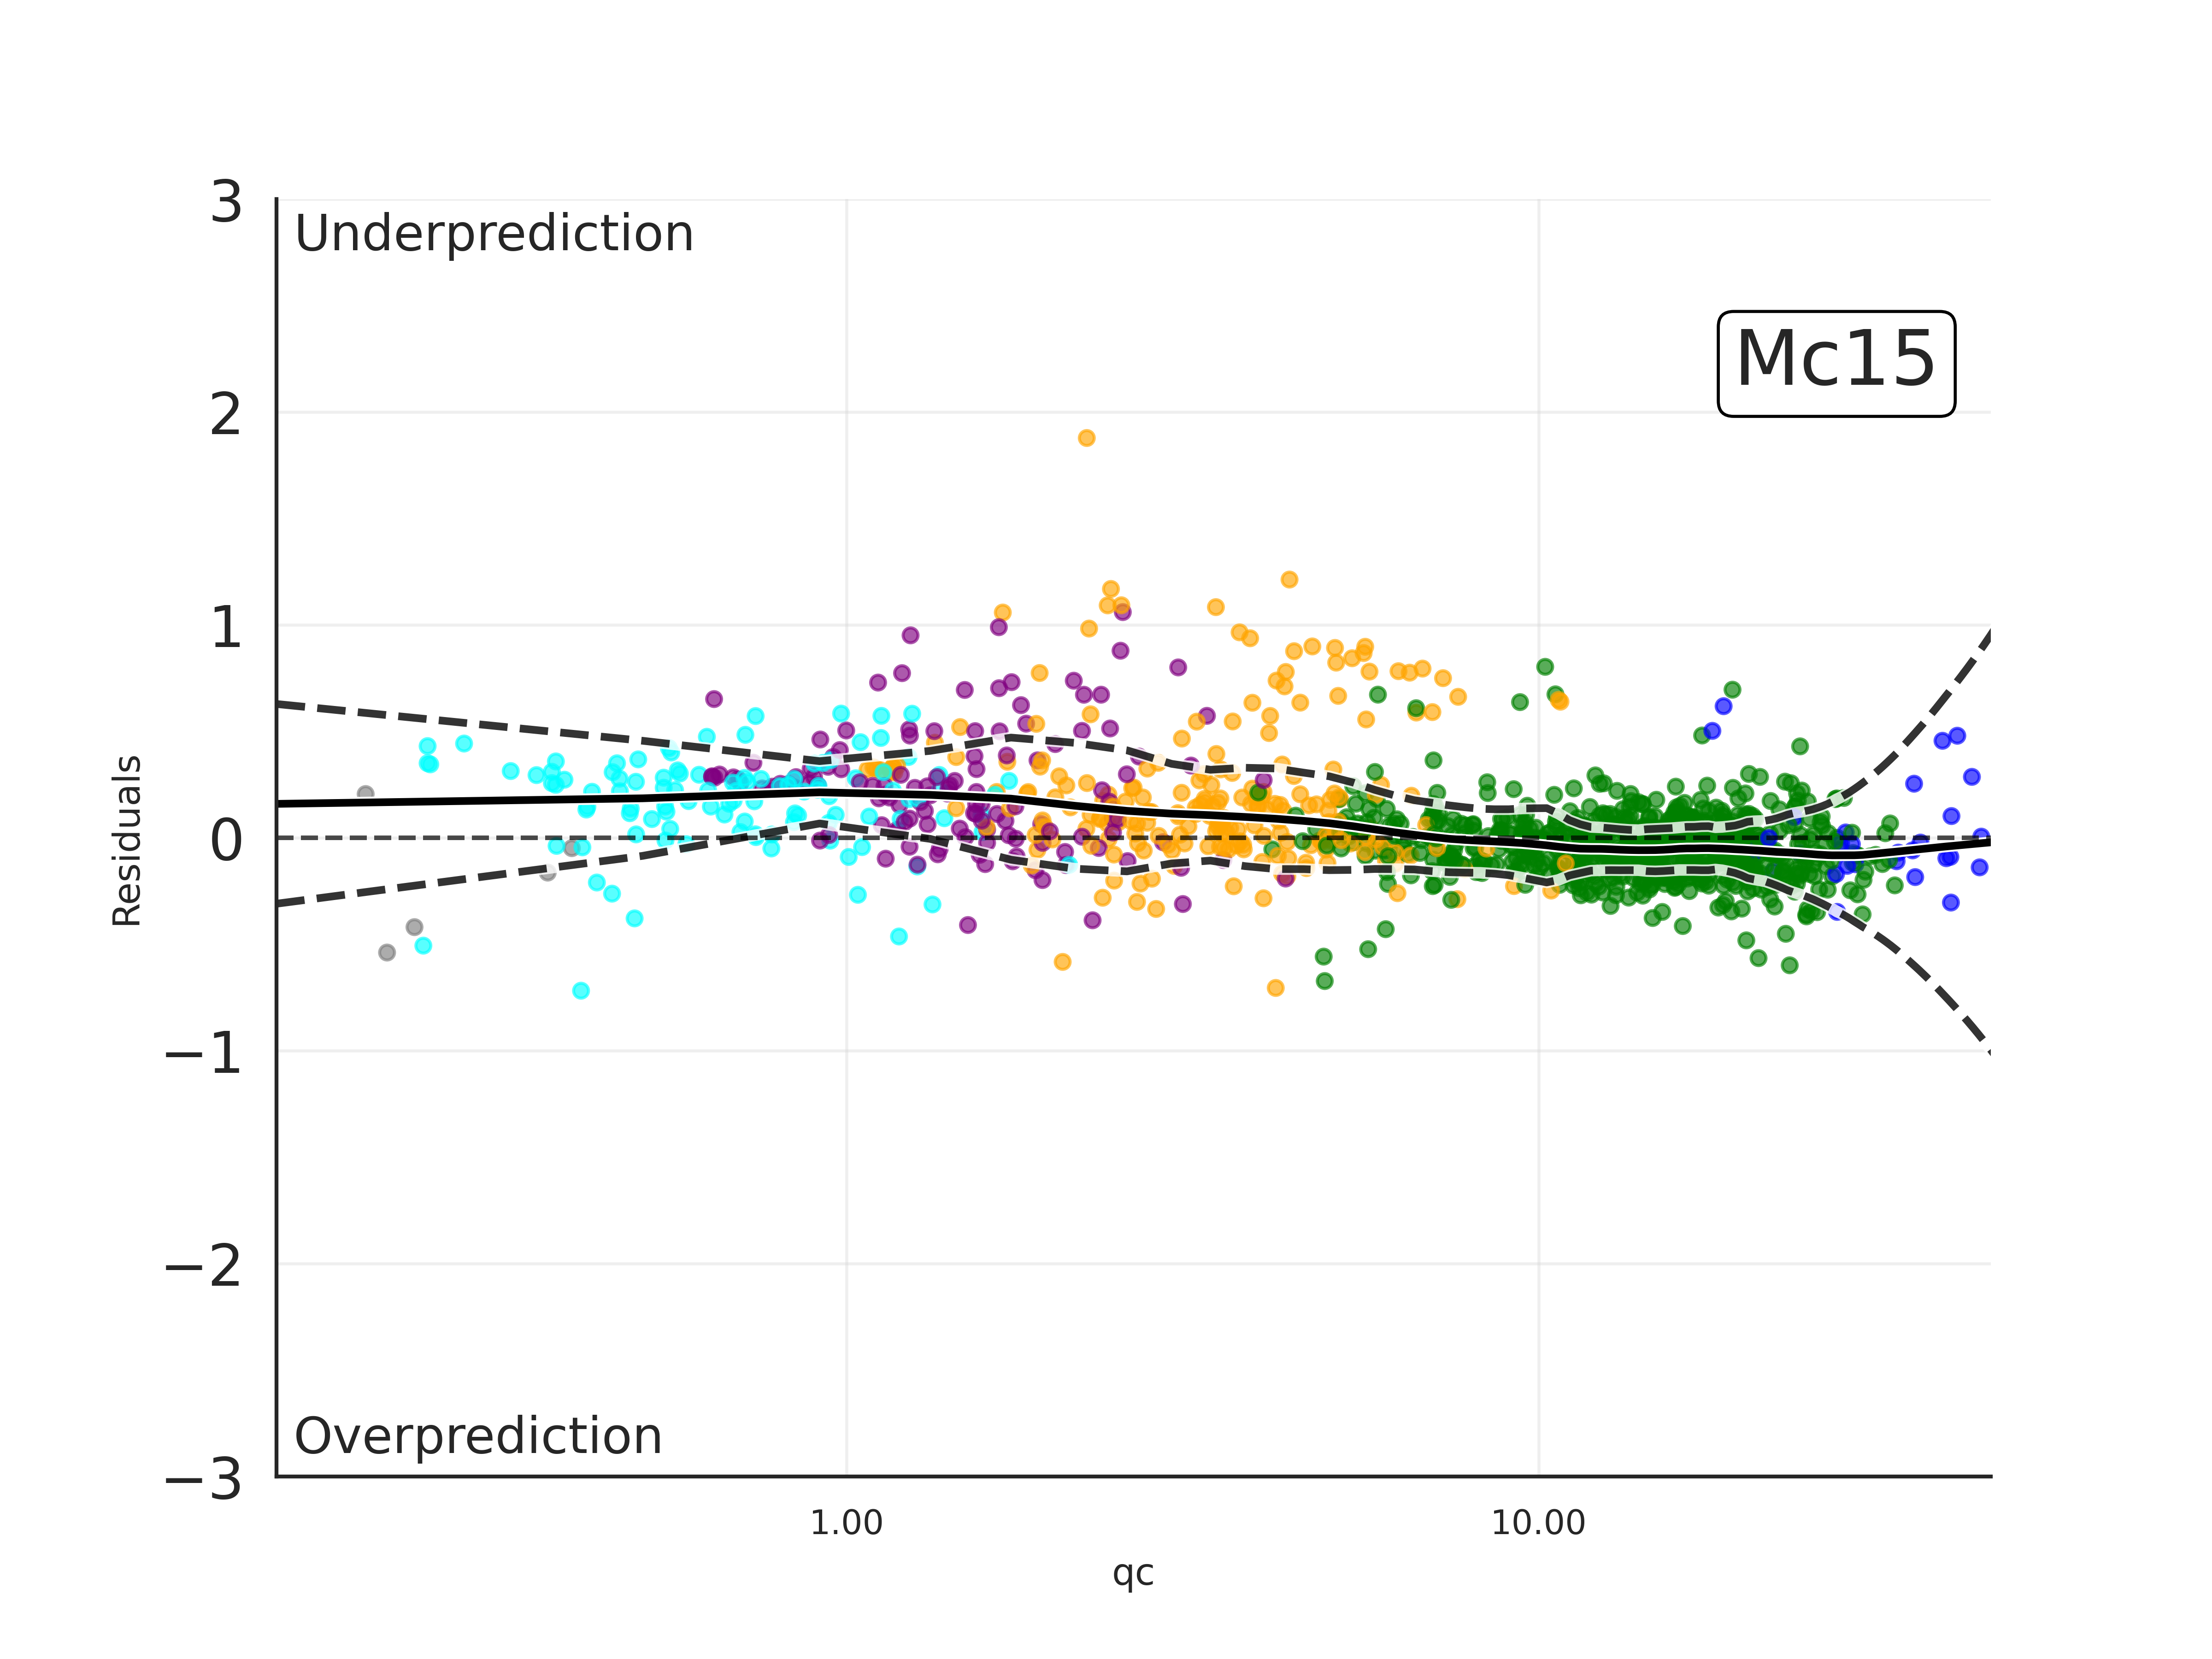 3
Underprediction
Mc15
2
1
0
−1
−2
Overprediction
−3
Residuals
1.00
10.00
qc